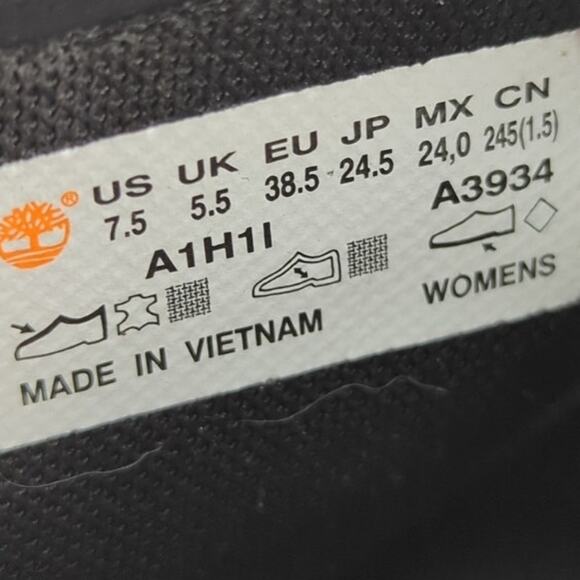 ® US UK EU JP MX CN
7.5 5.5 38.5 - 24.5 24,0 245(1.5)
A1H1I A3934
MADE IN VIETNAM WOMENS